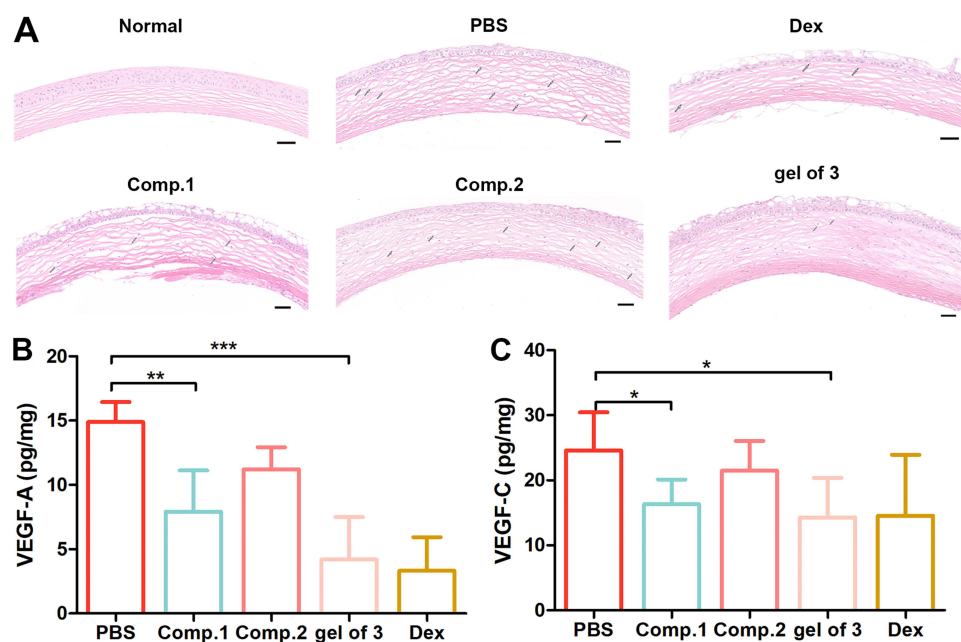 A
Normal
PBS
Dex
Comp.1
Comp.2
gel of 3
B
VEGF-A (pg/mg)
20
15
10
5
0
***
**
PBS Comp.1 Comp.2 gel of 3 Dex
C
VEGF-C (pg/mg)
40
30
20
10
0
*
*
PBS Comp.1 Comp.2 gel of 3 Dex